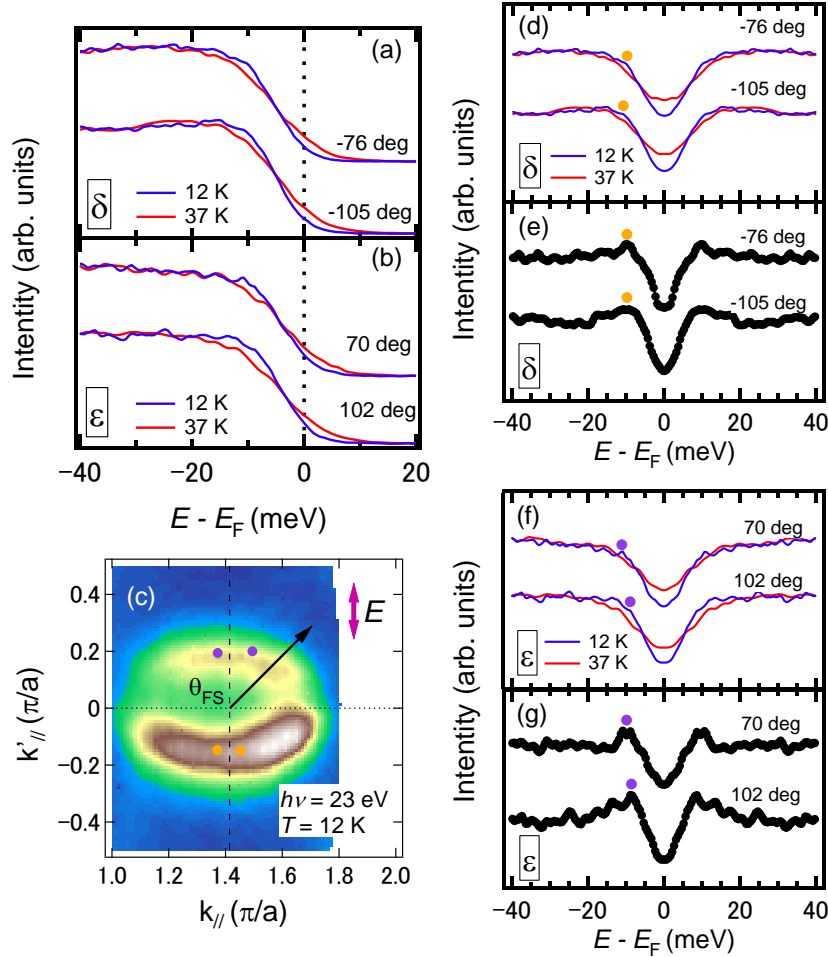 (a)
-76 deg
-105 deg
12 K
37 K
δ
(b)
70 deg
102 deg
12 K
37 K
ε
Intentity (arb. units)
−40 −20 0 20
E - EF (meV)
(c)
E
θFS
hν = 23 eV
T = 12 K
0.4
0.2
0
-0.2
-0.4
k'// (π/a)
1.0 1.2 1.4 1.6 1.8 2.0
k// (π/a)
(d)
-76 deg
-105 deg
12 K
37 K
δ
(e)
-76 deg
-105 deg
δ
Intentity (arb. units)
−40 −20 0 20 40
E - EF (meV)
(f)
70 deg
102 deg
12 K
37 K
ε
(g)
70 deg
102 deg
ε
Intentity (arb. units)
−40 −20 0 20 40
E - EF (meV)